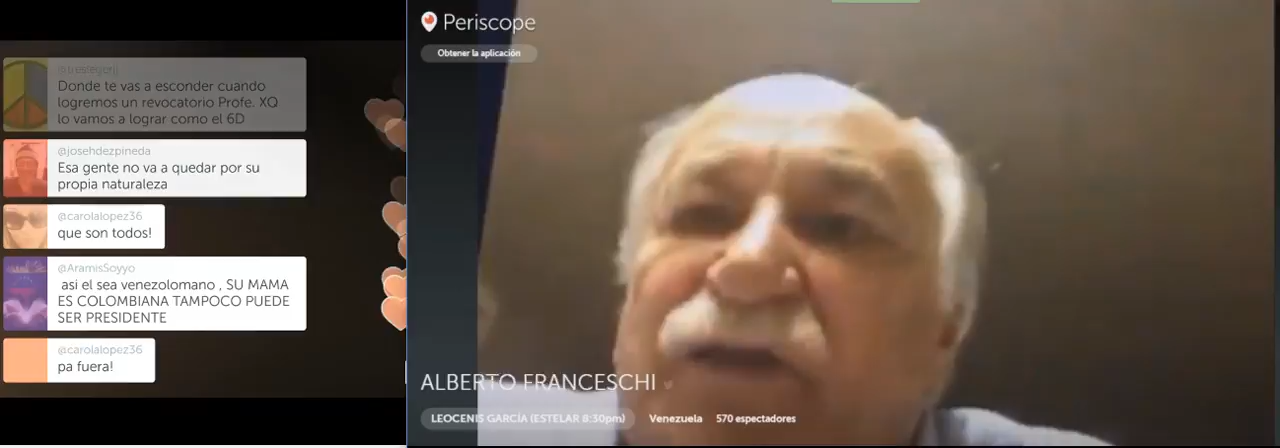 Donde te vas a esconder cuando
logremos un revocatorio Profe. XQ
lo vamos a lograr como el 6D
@josehdezpineda
Esa gente no va a quedar por su
propia naturaleza
@carolalopez36
que son todos!
@AramisSoyyo
asi el sea venezolomano , SU MAMA
ES COLOMBIANA TAMPOCO PUEDE
SER PRESIDENTE
@carolalopez36
pa fuera!
Periscope
Obtener la aplicación
ALBERTO FRANCESCHI
LEOCENIS GARCÍA (ESTELAR 8:30pm) Venezuela 570 espectadores